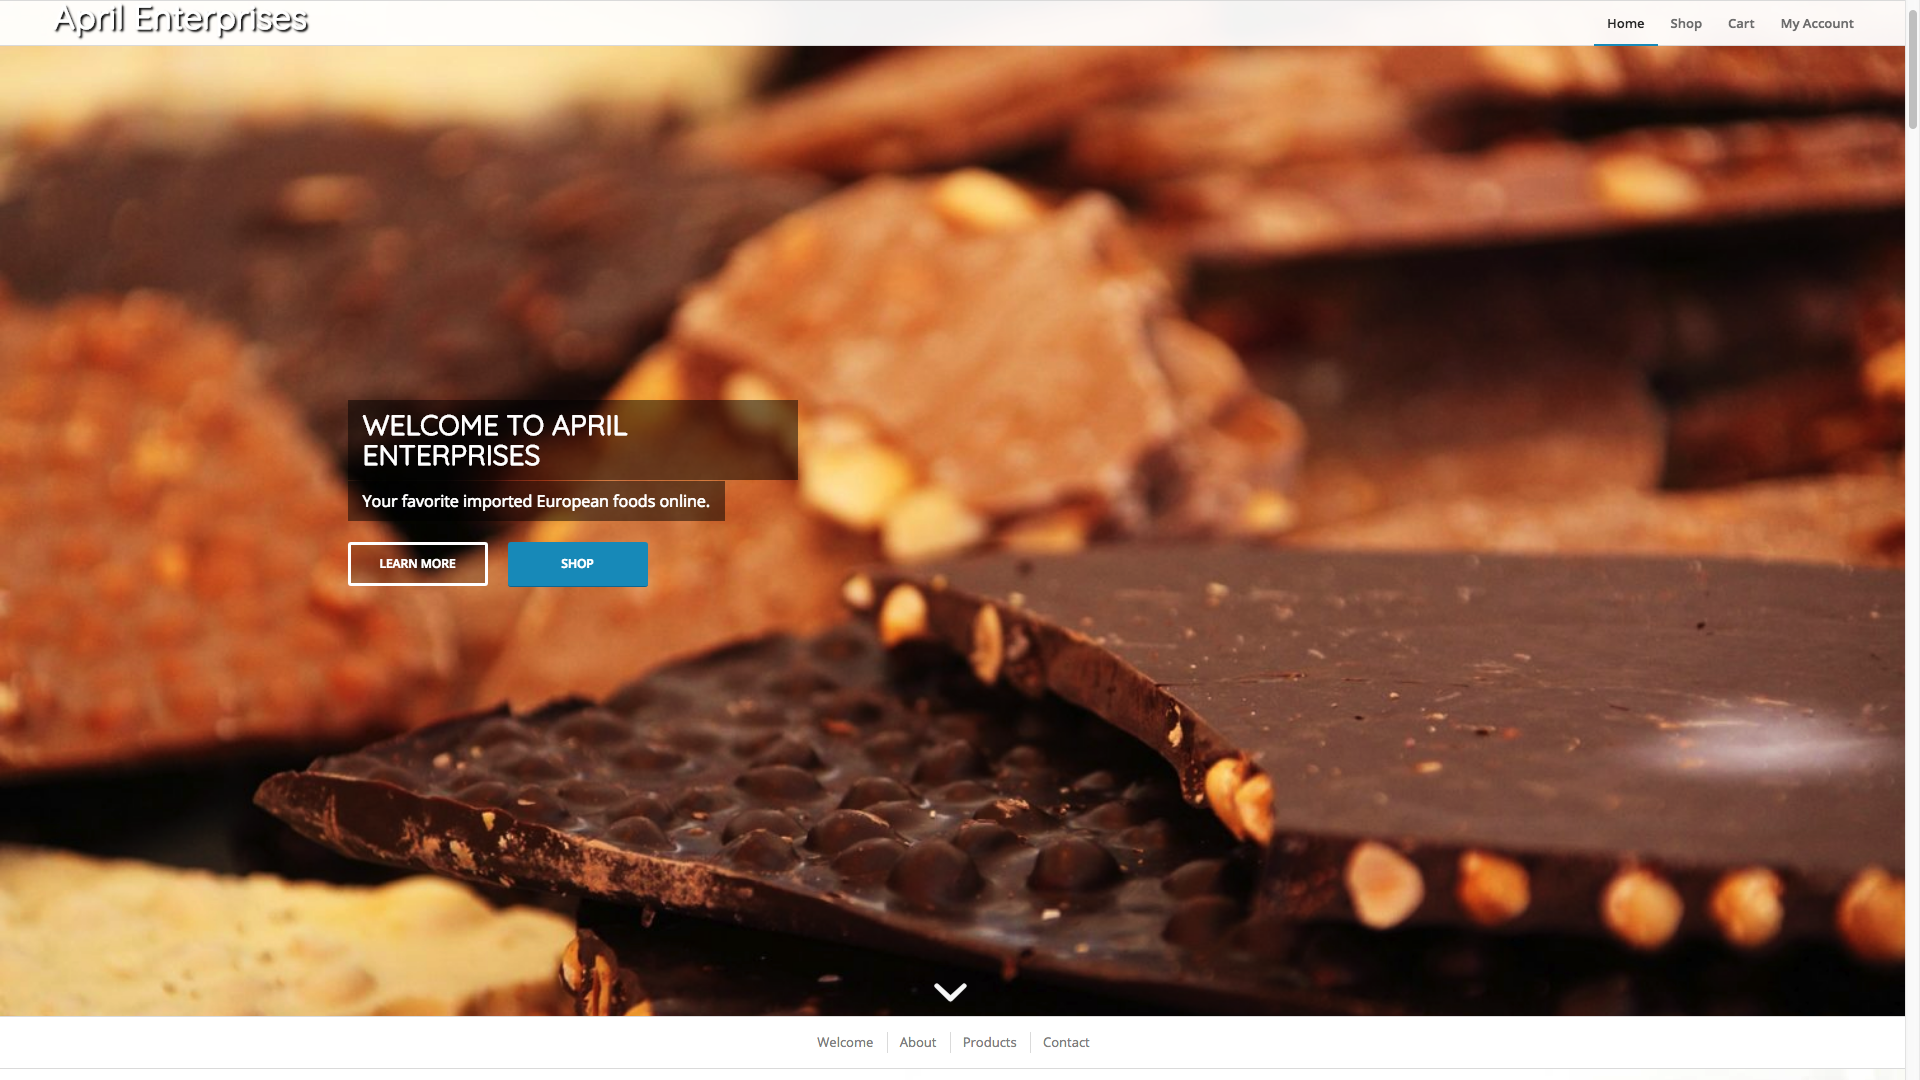 April Enterprises
Home
Shop
Cart
My Account
WELCOME TO APRIL
ENTERPRISES
Your favorite imported European foods online.
LEARN MORE
SHOP
Welcome
About
Products
Contact